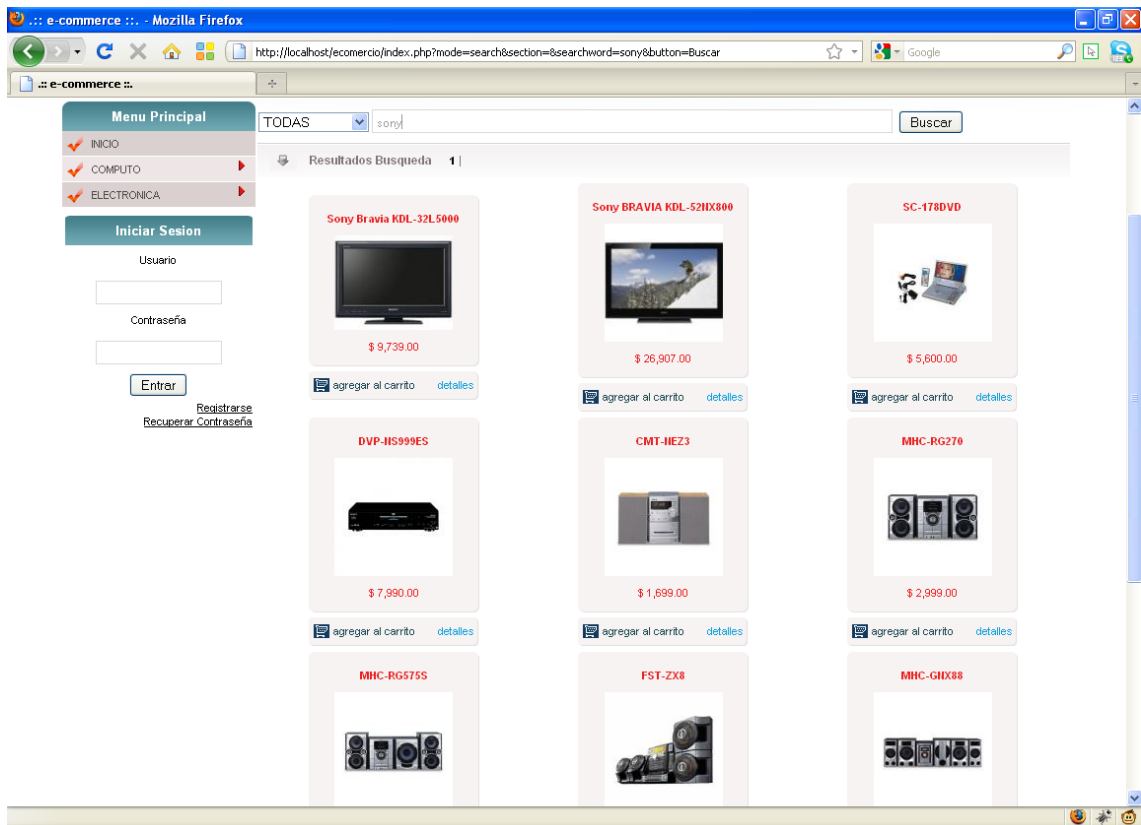 .:: e-commerce ::. - Mozilla Firefox
http://localhost/ecomercio/index.php?mode=search&section=&searchword=sony&button=Buscar
Google
.:: e-commerce ::.
Menu Principal
INICIO
COMPUTO
ELECTRONICA
Iniciar Sesion
Usuario
Contraseña
Entrar
Registrarse
Recuperar Contraseña
TODAS sony Buscar
Resultados Busqueda 1 |
Sony Bravia KDL-32L5000
$ 9,739.00
agregar al carrito detalles
Sony BRAVIA KDL-52NX800
$ 26,907.00
agregar al carrito detalles
SC-178DVD
$ 5,600.00
agregar al carrito detalles
DVP-NS999ES
$ 7,990.00
agregar al carrito detalles
CMT-NEZ3
$ 1,699.00
agregar al carrito detalles
MHC-RG270
$ 2,999.00
agregar al carrito detalles
MHC-RG575S
FST-ZX8
MHC-GNX88